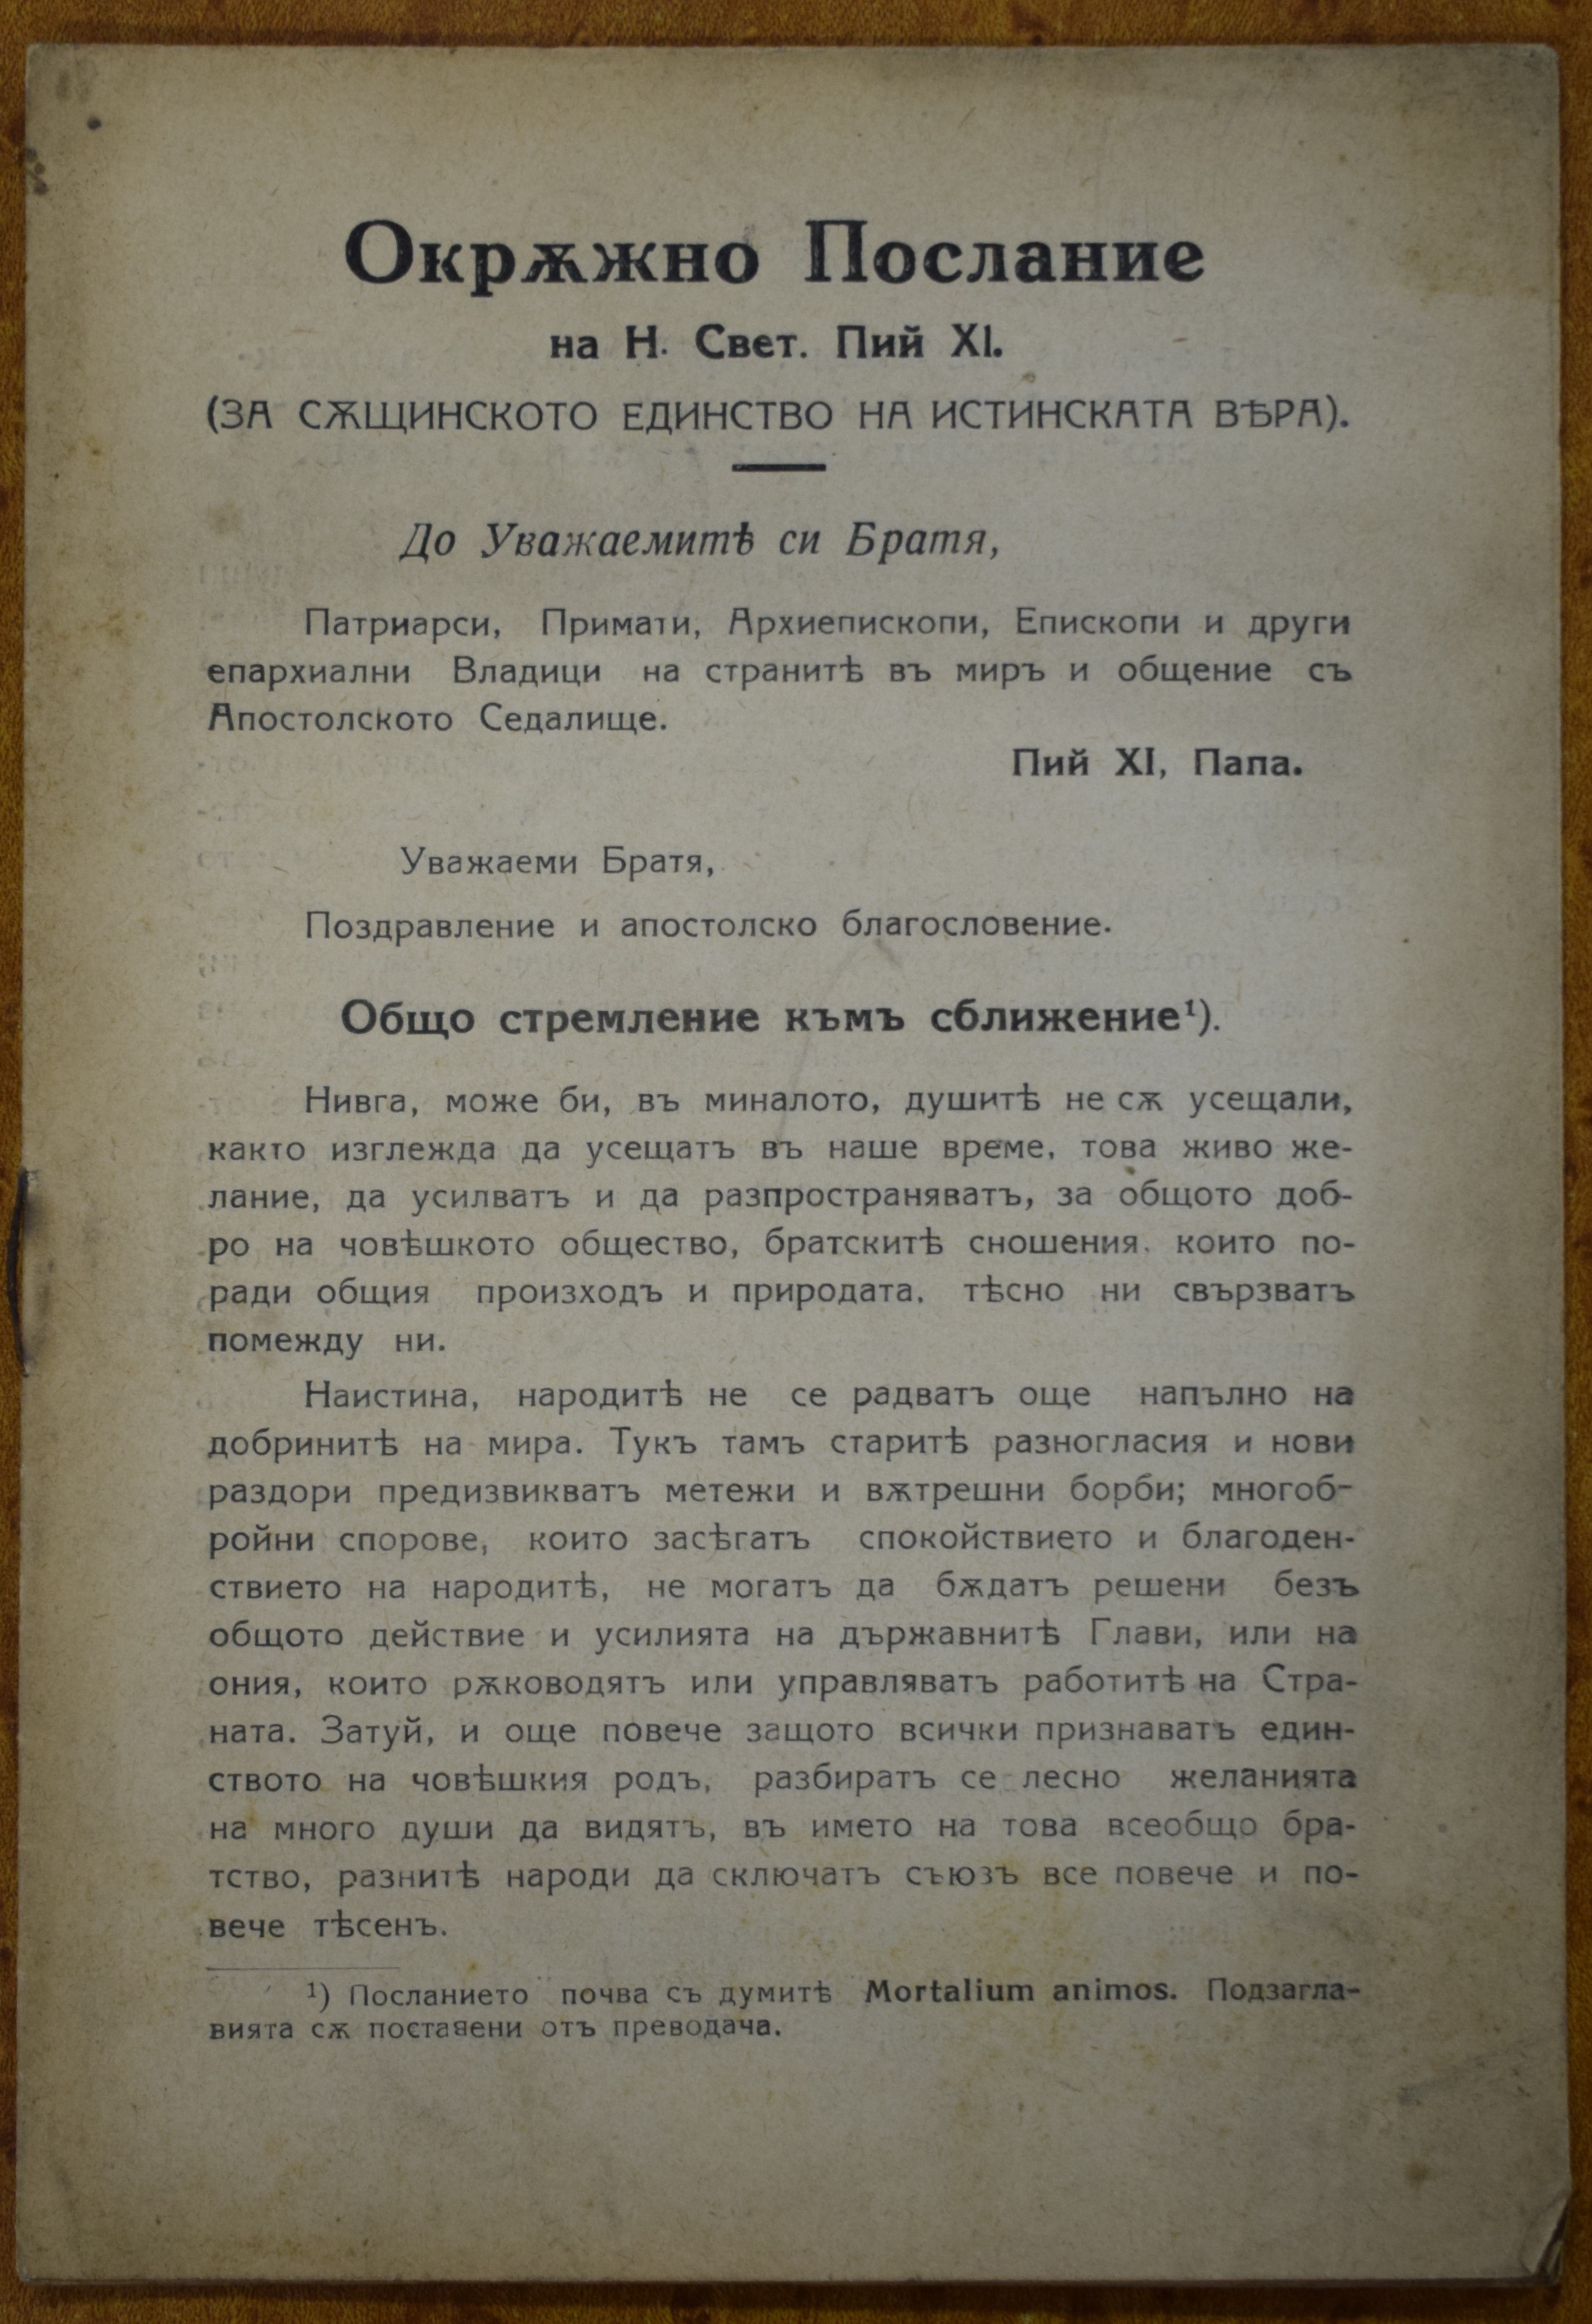 Окрѫжно Послание
на Н. Свет. Пий XI.
(ЗА СѪЩИНСКОТО ЕДИНСТВО НА ИСТИНСКАТА ВѢРА).
До Уважаемитѣ си Братя,
Патриарси, Примати, Архиепископи, Епископи и други
епархиални Владици на странитѣ въ миръ и общение съ
Апостолското Седалище.
Пий XI, Папа.
Уважаеми Братя,
Поздравление и апостолско благословение.
Общо стремление къмъ сближение¹).
Нивга, може би, въ миналото, душитѣ не сѫ усещали,
както изглежда да усещатъ въ наше време, това живо же-
лание, да усилватъ и да разпространяватъ, за общото доб-
ро на човѣшкото общество, братскитѣ сношения, които по-
ради общия произходъ и природата, тѣсно ни свързватъ
помежду ни.
Наистина, народитѣ не се радватъ още напълно на
добринитѣ на мира. Тукъ тамъ старитѣ разногласия и нови
раздори предизвикватъ метежи и вѫтрешни борби; многоб-
ройни спорове, които засѣгатъ спокойствието и благоден-
ствието на народитѣ, не могатъ да бѫдатъ решени безъ
общото действие и усилията на държавнитѣ Глави, или на
ония, които рѫководятъ или управляватъ работитѣ на Стра-
ната. Затуй, и още повече защото всички признаватъ един-
ството на човѣшкия родъ, разбиратъ се лесно желанията
на много души да видятъ, въ името на това всеобщо бра-
тство, разнитѣ народи да сключатъ съюзъ все повече и по-
вече тѣсенъ.
¹) Посланието почва съ думитѣ Mortalium animos. Подзагла-
вията сѫ поставени отъ преводача.